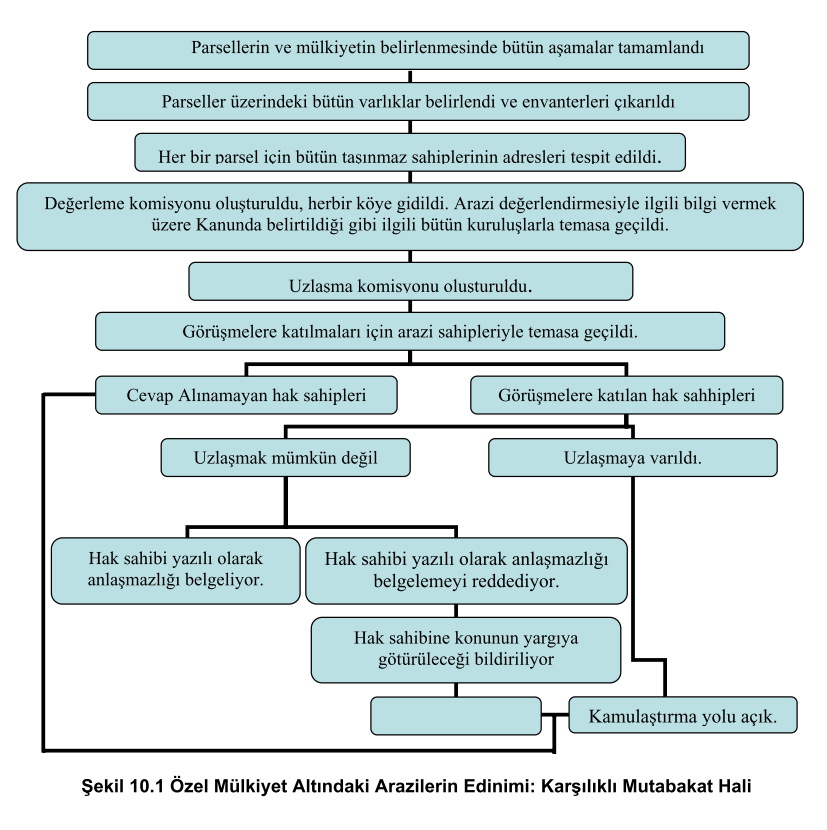 Parsellerin ve mülkiyetin belirlenmesinde bütün aşamalar tamamlandı
Parseller üzerindeki bütün varlıklar belirlendi ve envanterleri çıkarıldı
Her bir parsel için bütün taşınmaz sahiplerinin adresleri tespit edildi.
Değerleme komisyonu oluşturuldu, herbir köye gidildi. Arazi değerlendirmesiyle ilgili bilgi vermek
üzere Kanunda belirtildiği gibi ilgili bütün kuruluşlarla temasa geçildi.
Uzlaşma komisyonu oluşturuldu.
Görüşmelere katılmaları için arazi sahipleriyle temasa geçildi.
Cevap Alınamayan hak sahipleri
Görüşmelere katılan hak sahhipleri
Uzlaşmak mümkün değil
Uzlaşmaya varıldı.
Hak sahibi yazılı olarak
anlaşmazlığı belgeliyor.
Hak sahibi yazılı olarak anlaşmazlığı
belgelemeyi reddediyor.
Hak sahibine konunun yargıya
götürüleceği bildiriliyor
Kamulaştırma yolu açık.
Şekil 10.1 Özel Mülkiyet Altındaki Arazilerin Edinimi: Karşılıklı Mutabakat Hali